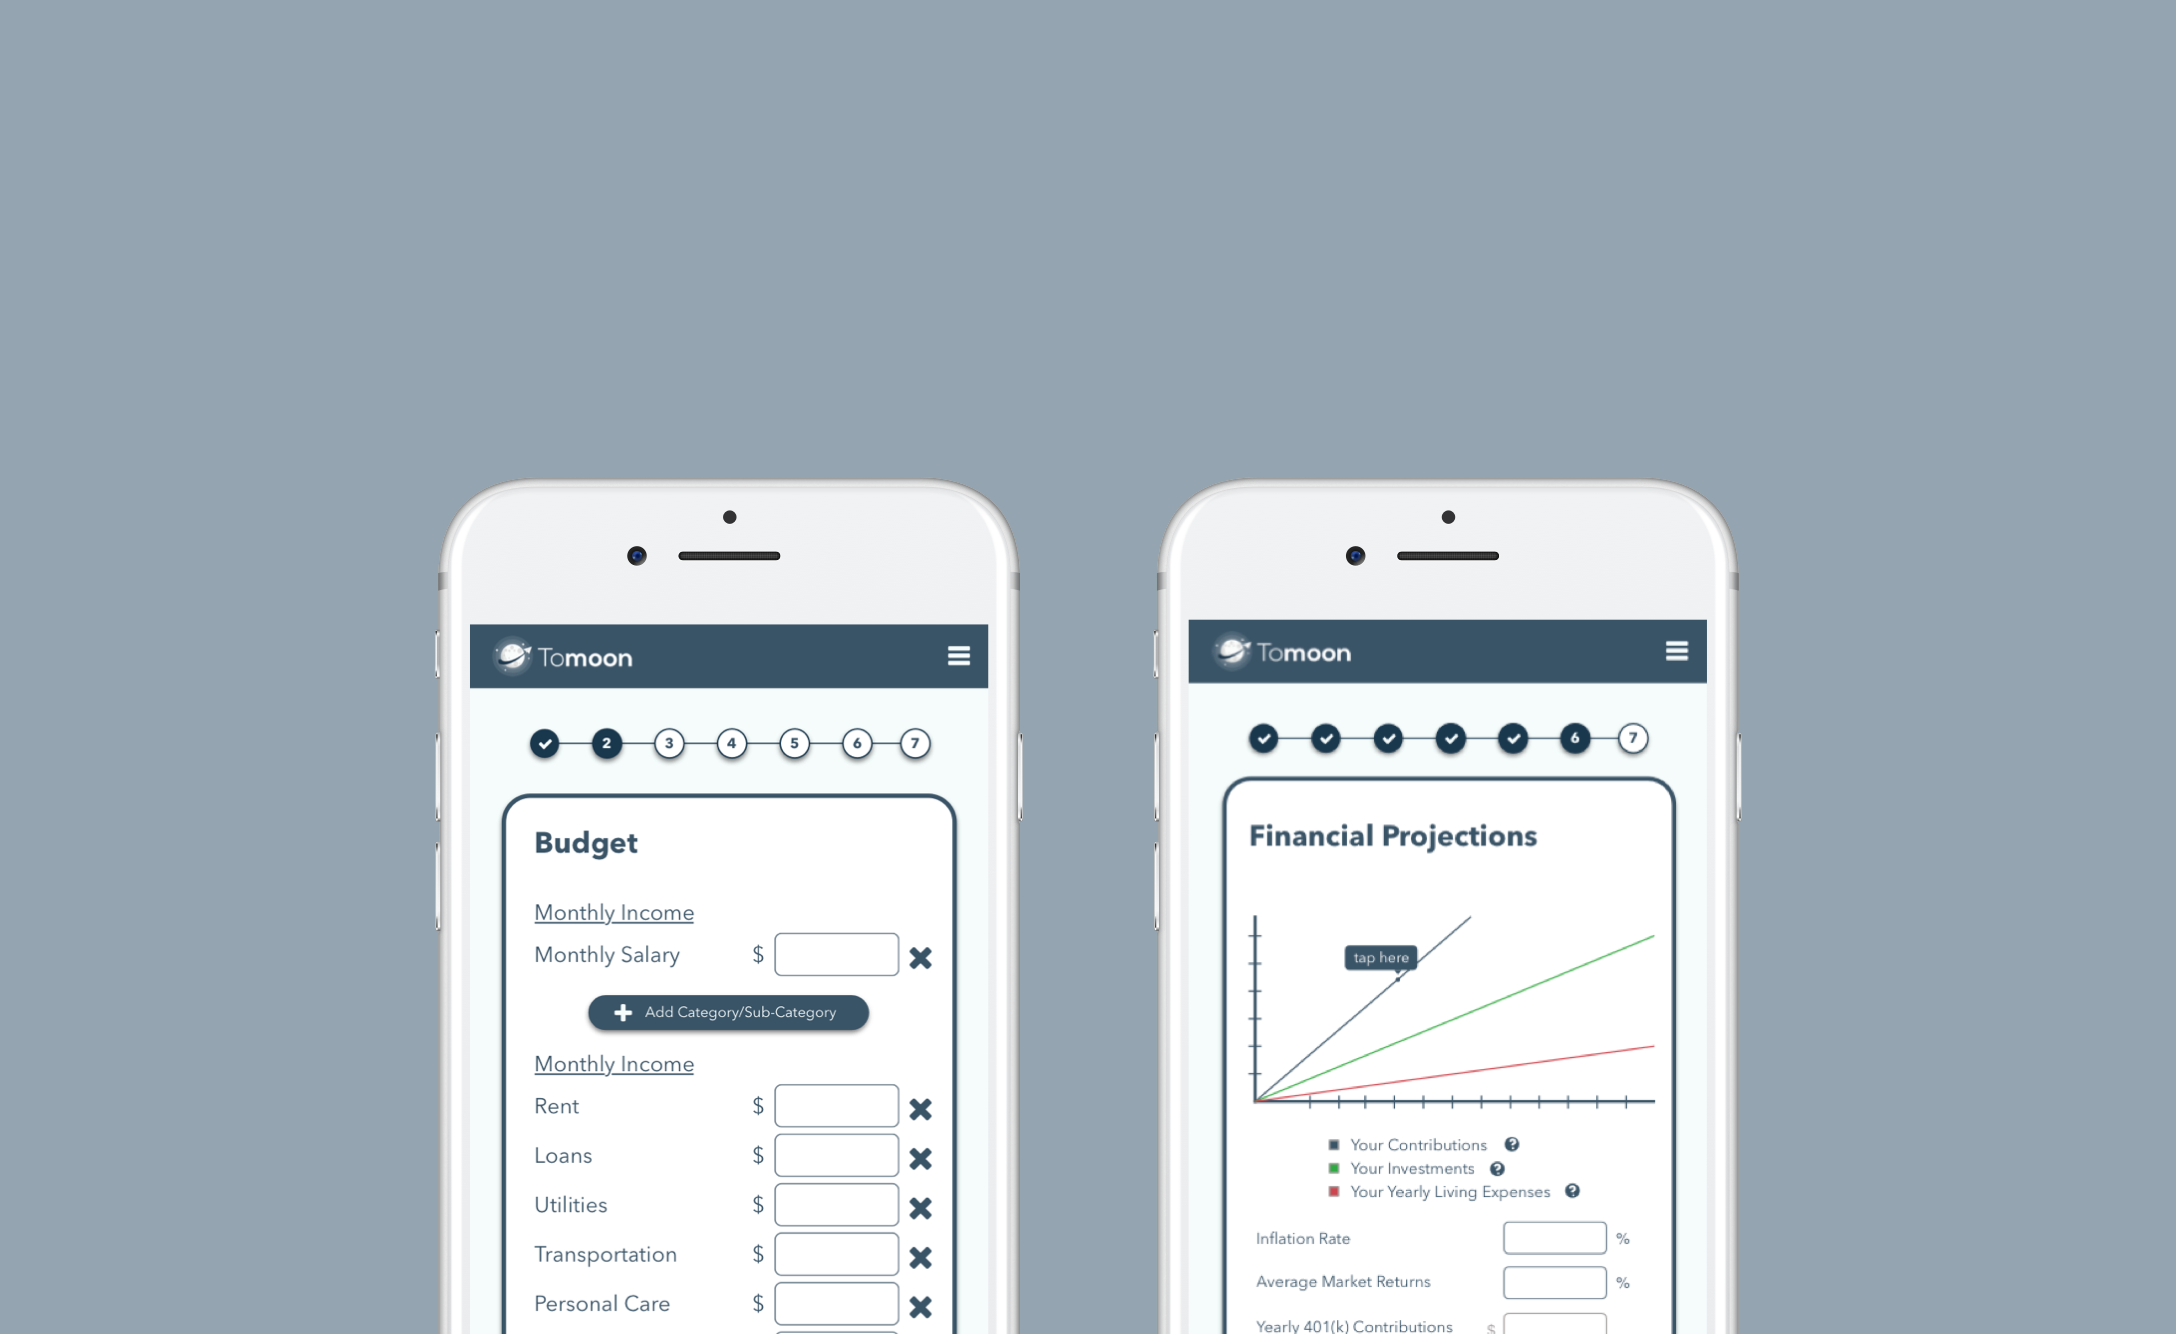 Tomoon
2 3 4 5 6 7
Budget
Monthly Income
Monthly Salary $
Add Category/Sub-Category
Monthly Income
Rent $
Loans $
Utilities $
Transportation $
Personal Care $
Tomoon
6 7
Financial Projections
tap here
Your Contributions ?
Your Investments ?
Your Yearly Living Expenses ?
Inflation Rate %
Average Market Returns %
Yearly 401(k) Contributions $